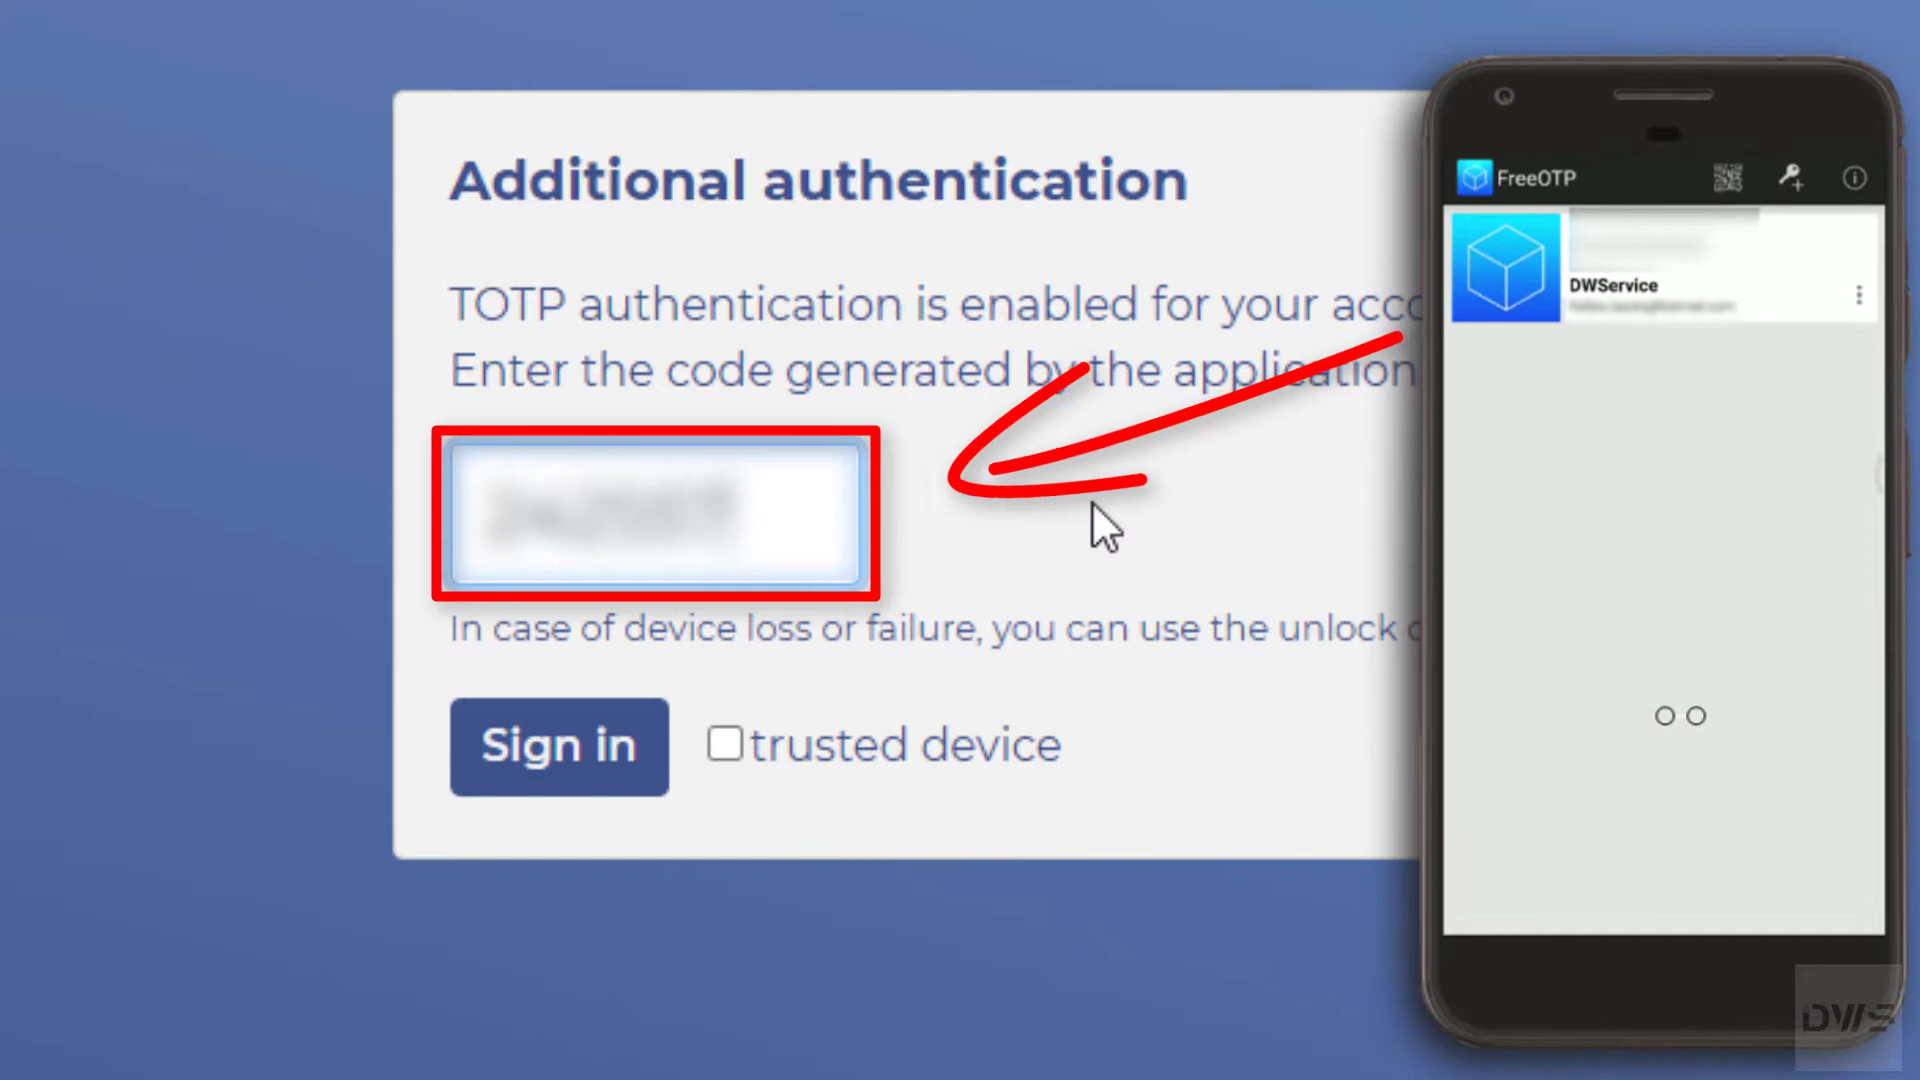 Additional authentication
TOTP authentication is enabled for your acco
Enter the code generated by the application
In case of device loss or failure, you can use the unlock
Sign in
trusted device
FreeOTP
DWService
DWS